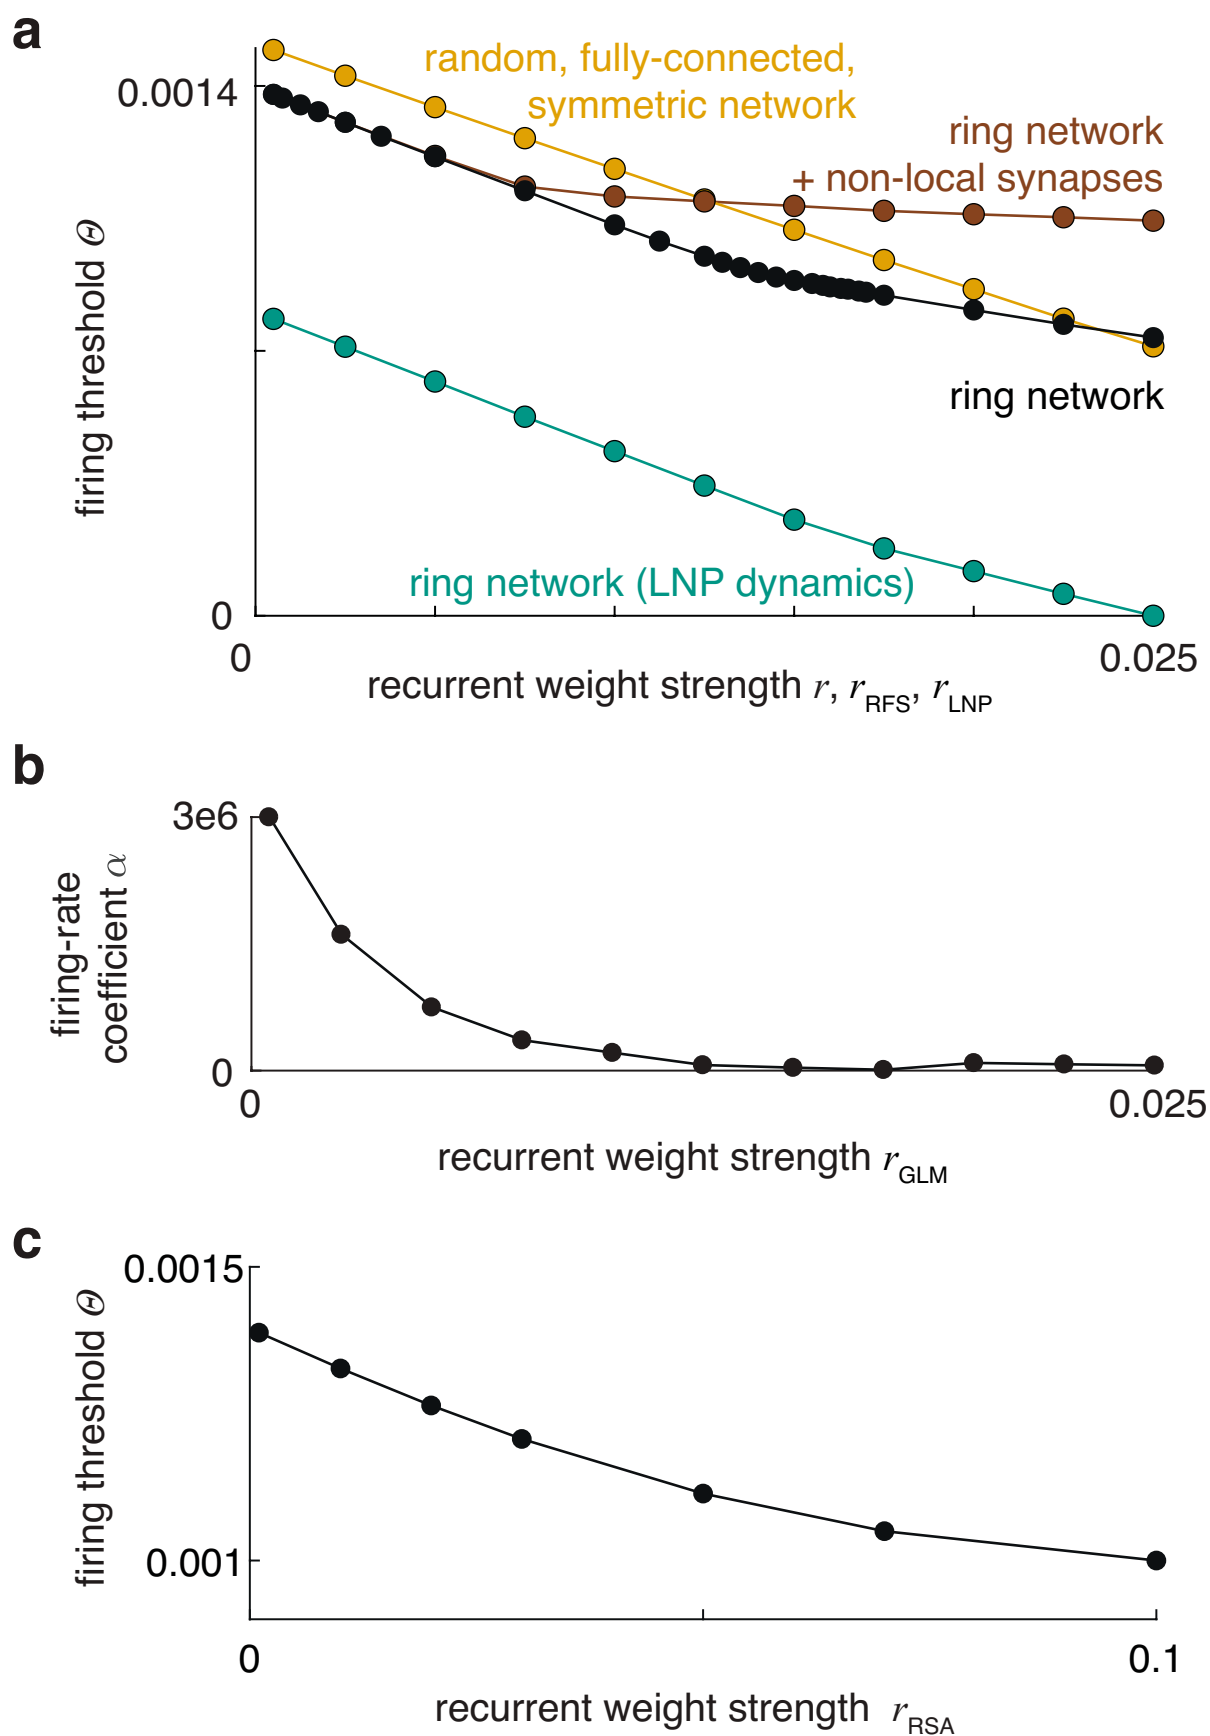 a
random, fully-connected,
symmetric network
0.0014
ring network
+ non-local synapses
firing threshold Θ
ring network
ring network (LNP dynamics)
0
0
0.025
recurrent weight strength r, rRFS, rLNP
b
3e6
firing-rate
coefficient α
0
0
0.025
recurrent weight strength rGLM
c
0.0015
firing threshold Θ
0.001
0
0.1
recurrent weight strength rRSA